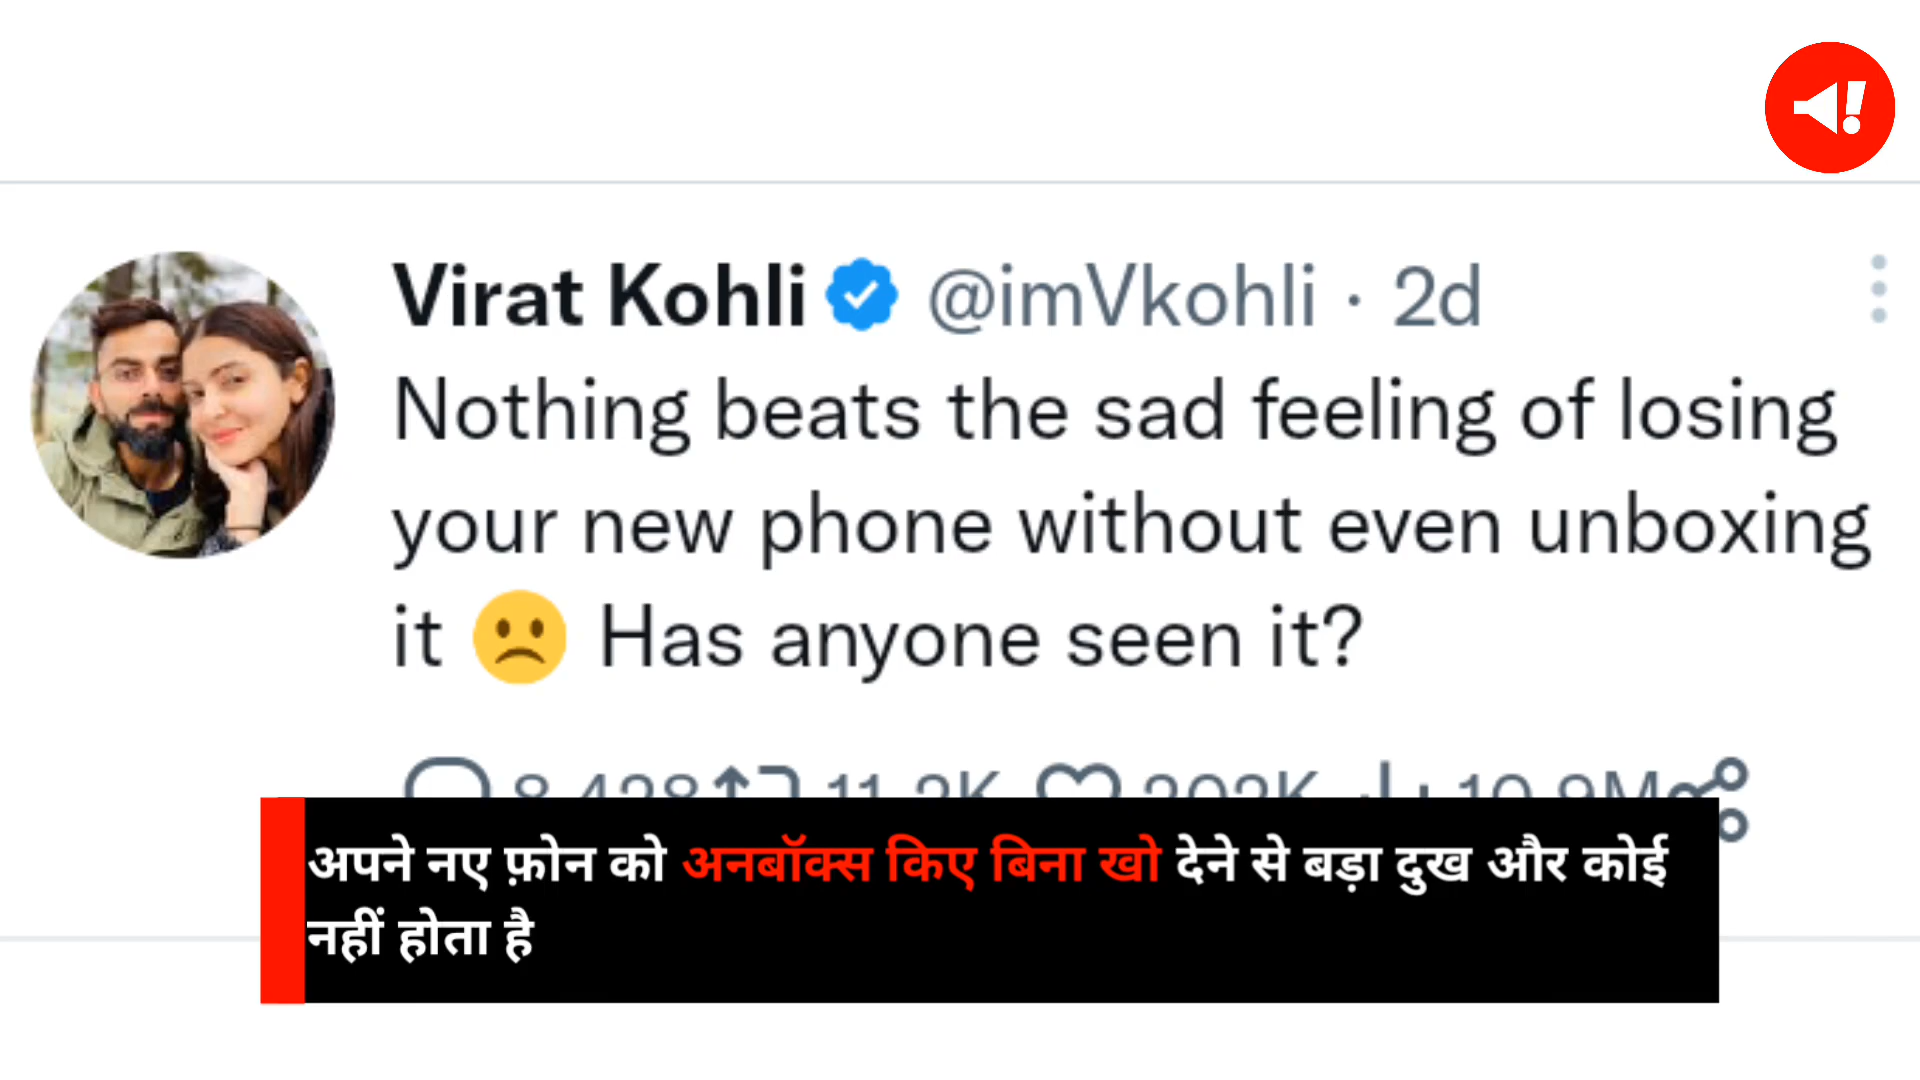 Virat Kohli @imVkohli · 2d
Nothing beats the sad feeling of losing
your new phone without even unboxing
it ☹️ Has anyone seen it?
अपने नए फ़ोन को अनबॉक्स किए बिना खो देने से बड़ा दुख और कोई
नहीं होता है